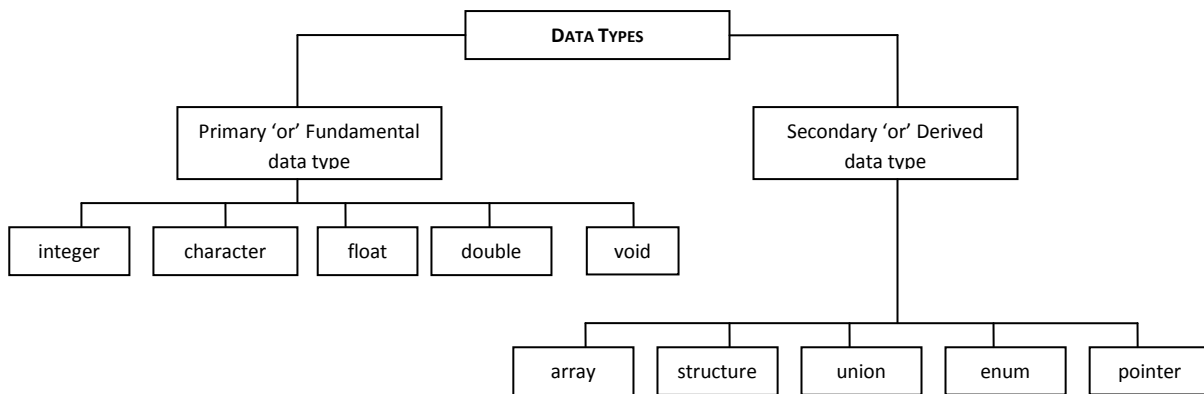 DATA TYPES
Primary ‘or’ Fundamental
data type
Secondary ‘or’ Derived
data type
integer
character
float
double
void
array
structure
union
enum
pointer